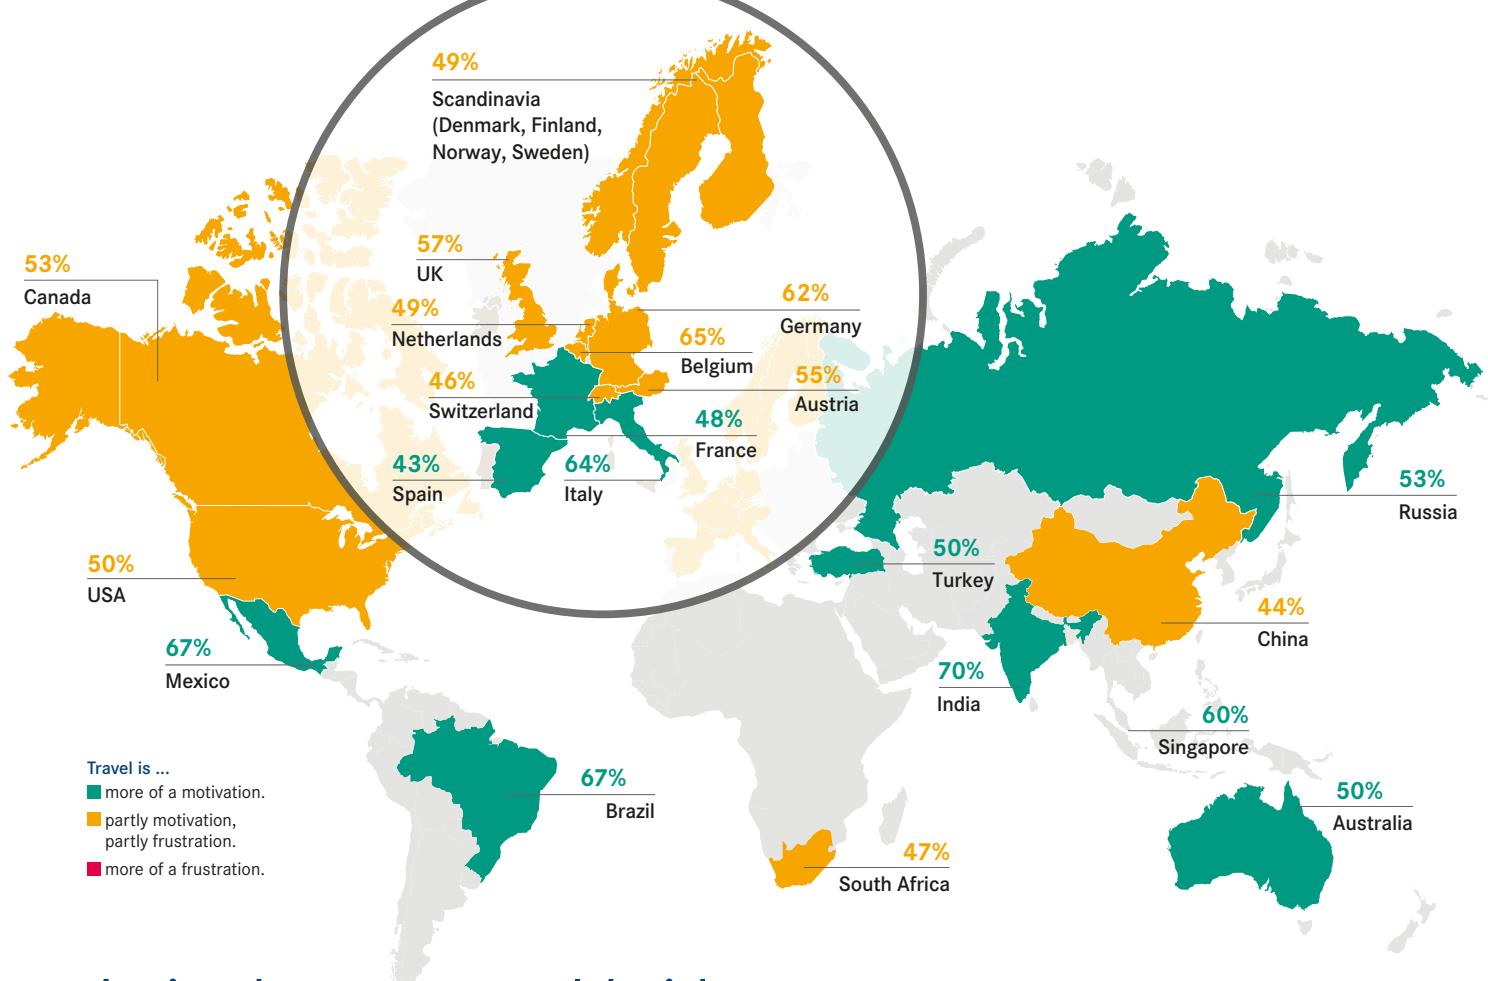 49%
Scandinavia
(Denmark, Finland,
Norway, Sweden)
57%
UK
53%
Canada
49%
Netherlands
62%
Germany
65%
Belgium
46%
Switzerland
55%
Austria
48%
France
43%
Spain
64%
Italy
53%
Russia
50%
USA
50%
Turkey
44%
China
67%
Mexico
70%
India
60%
Singapore
67%
Brazil
50%
Australia
47%
South Africa
Travel is ...
more of a motivation.
partly motivation,
partly frustration.
more of a frustration.